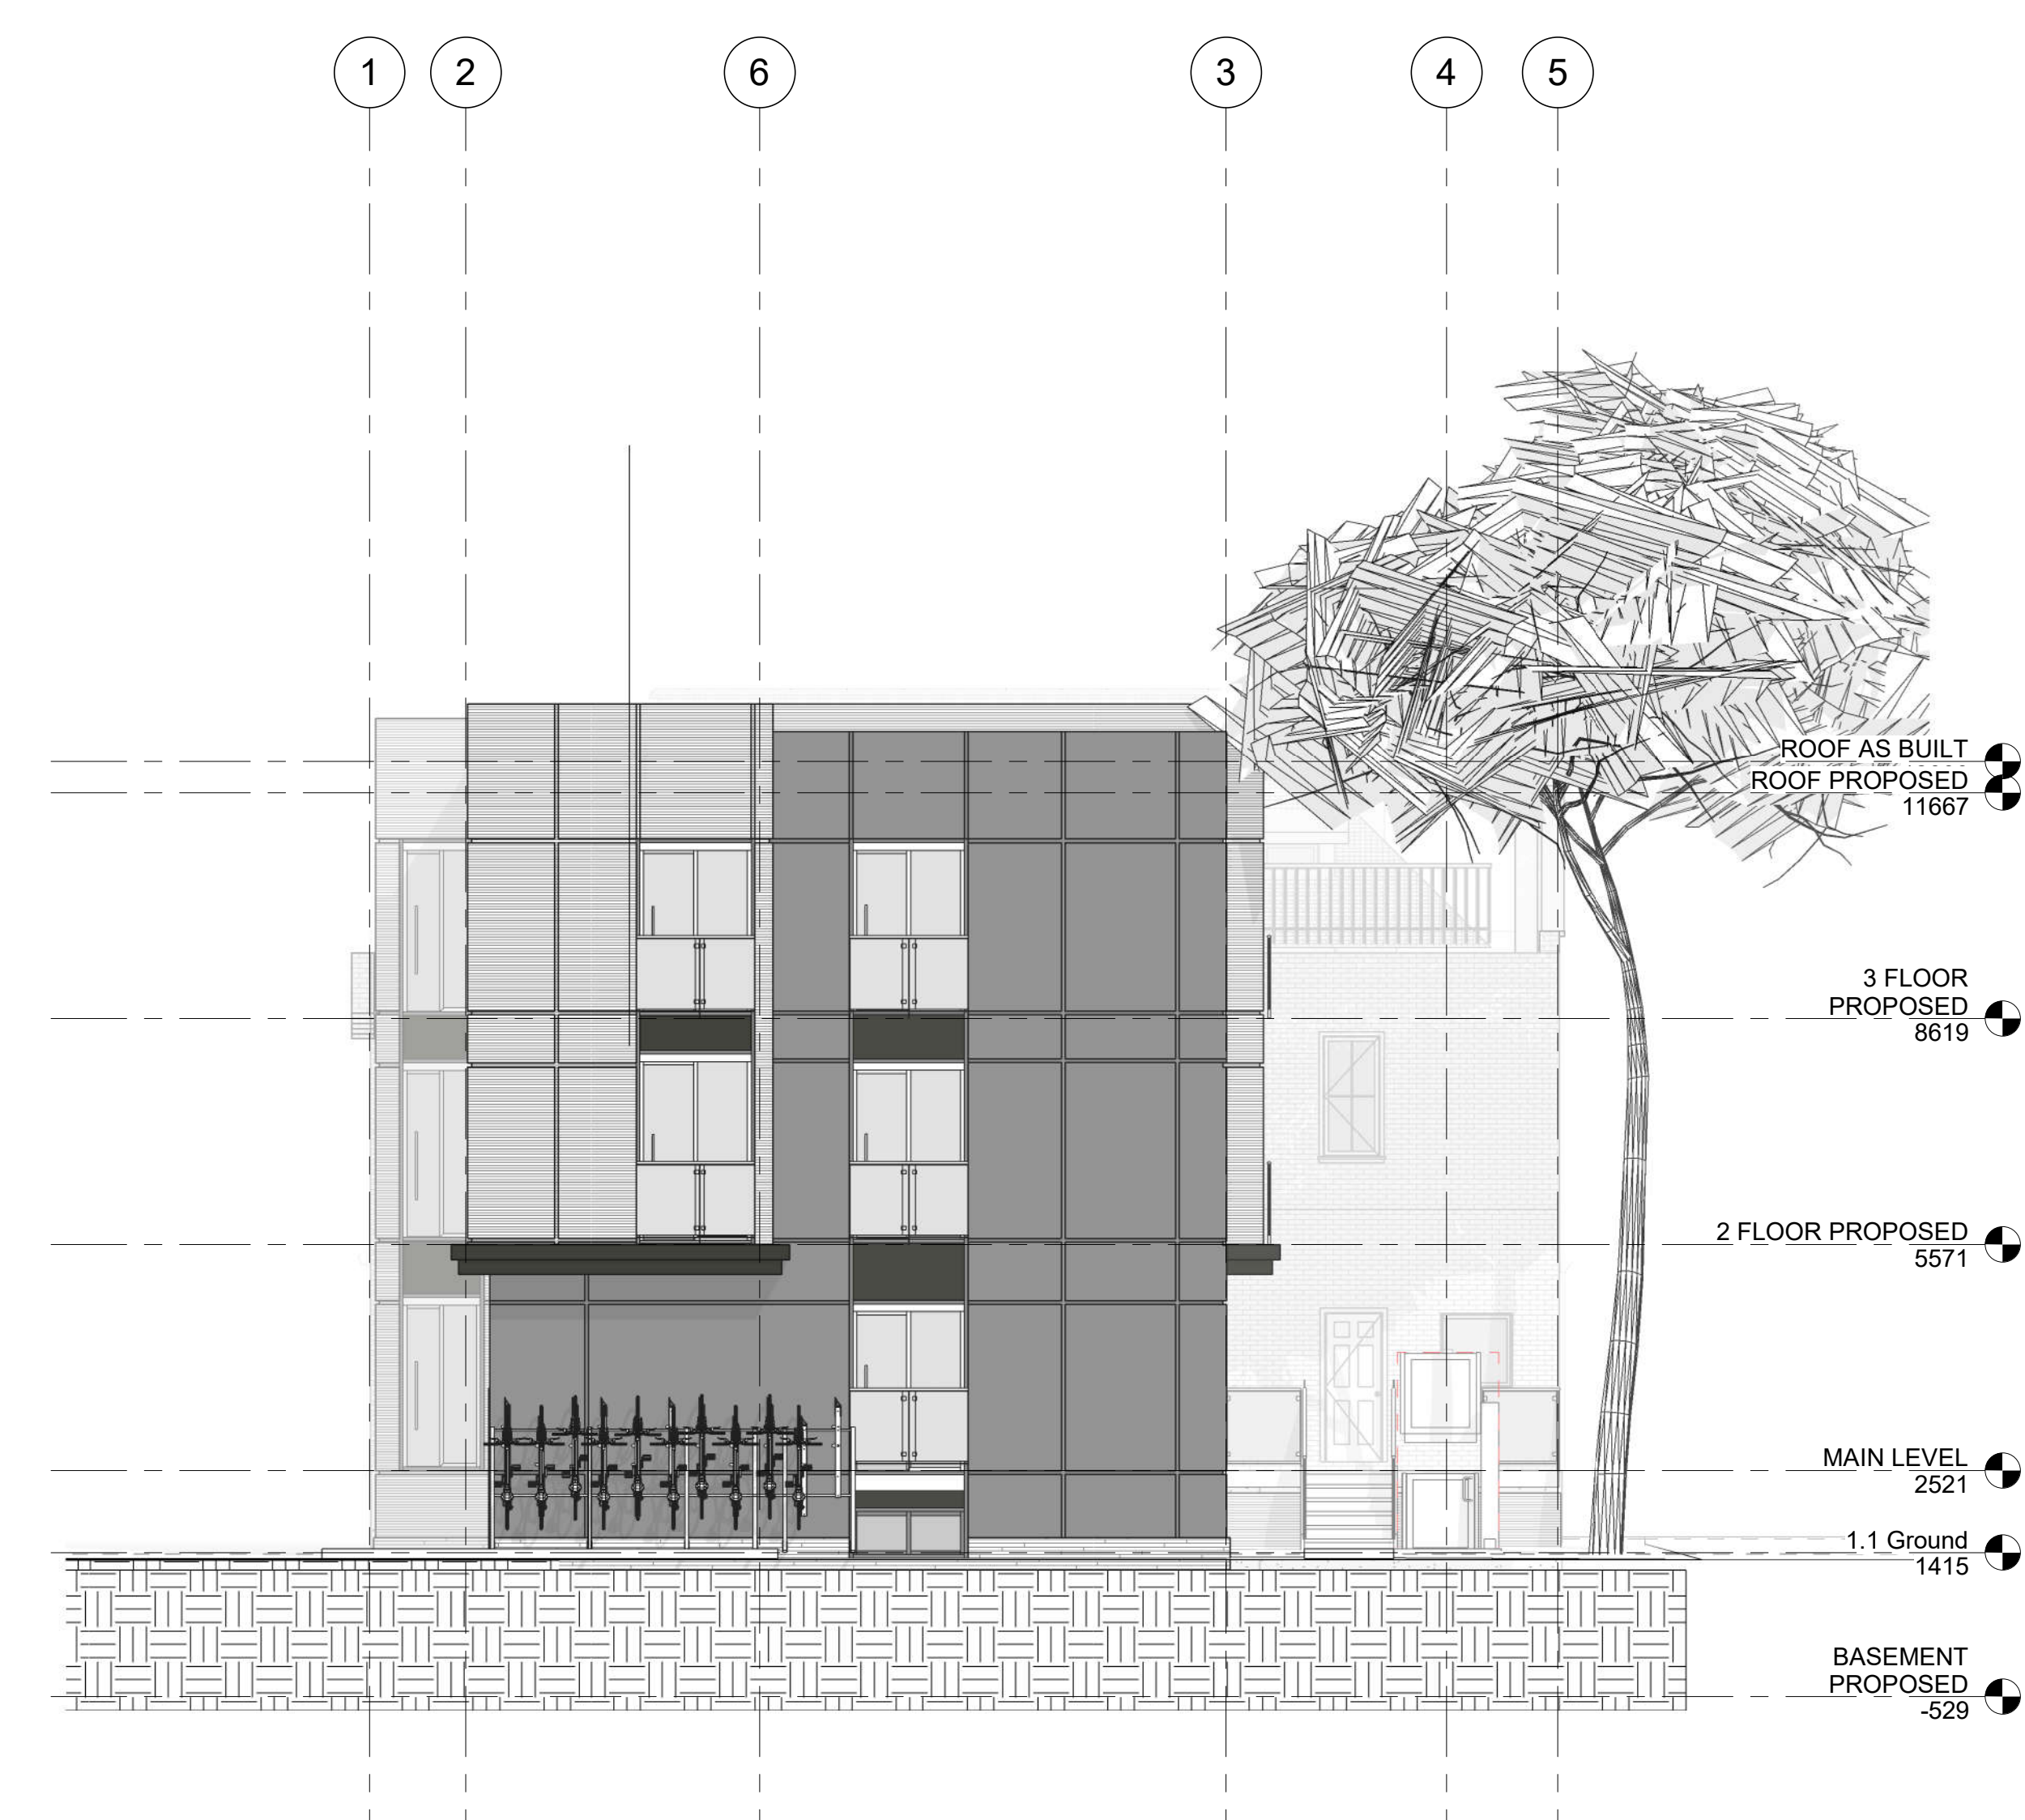 1 2 6 3 4 5
ROOF AS BUILT
ROOF PROPOSED
11667
3 FLOOR
PROPOSED
8619
2 FLOOR PROPOSED
5571
MAIN LEVEL
2521
1.1 Ground
1415
BASEMENT
PROPOSED
-529